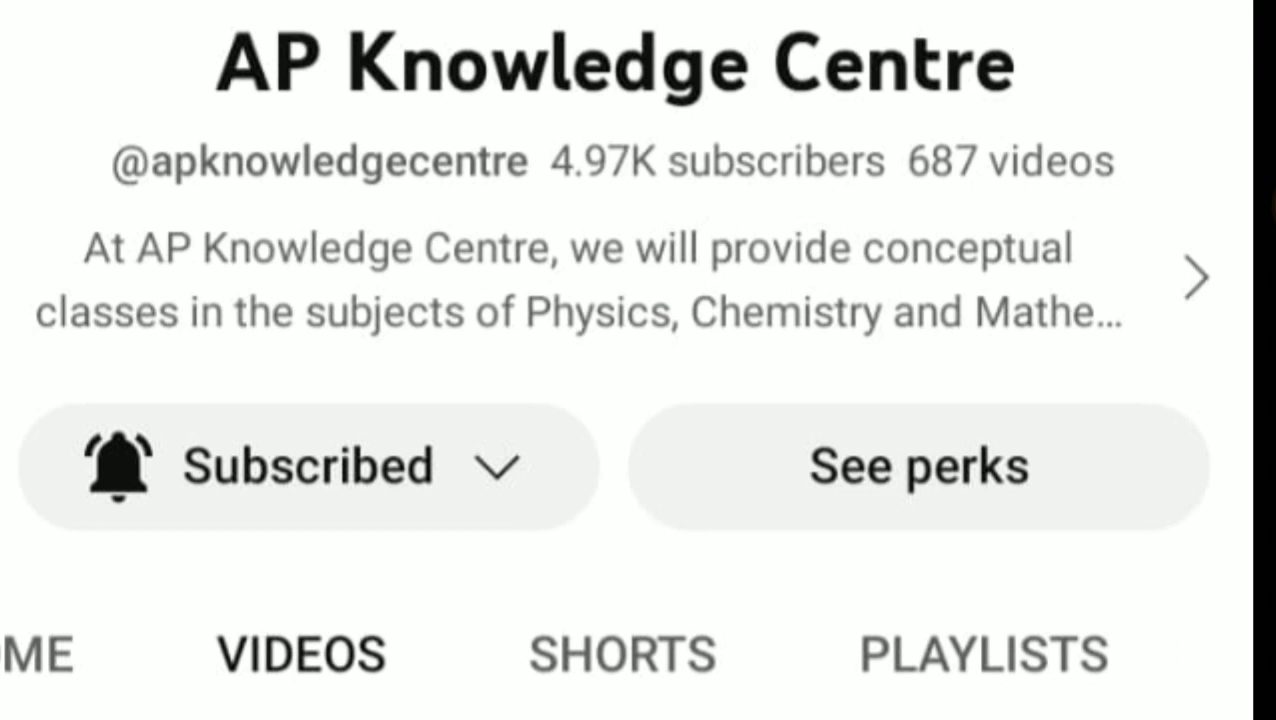 AP Knowledge Centre
@apknowledgecentre 4.97K subscribers 687 videos
At AP Knowledge Centre, we will provide conceptual
classes in the subjects of Physics, Chemistry and Mathe...
Subscribed
See perks
OME VIDEOS SHORTS PLAYLISTS